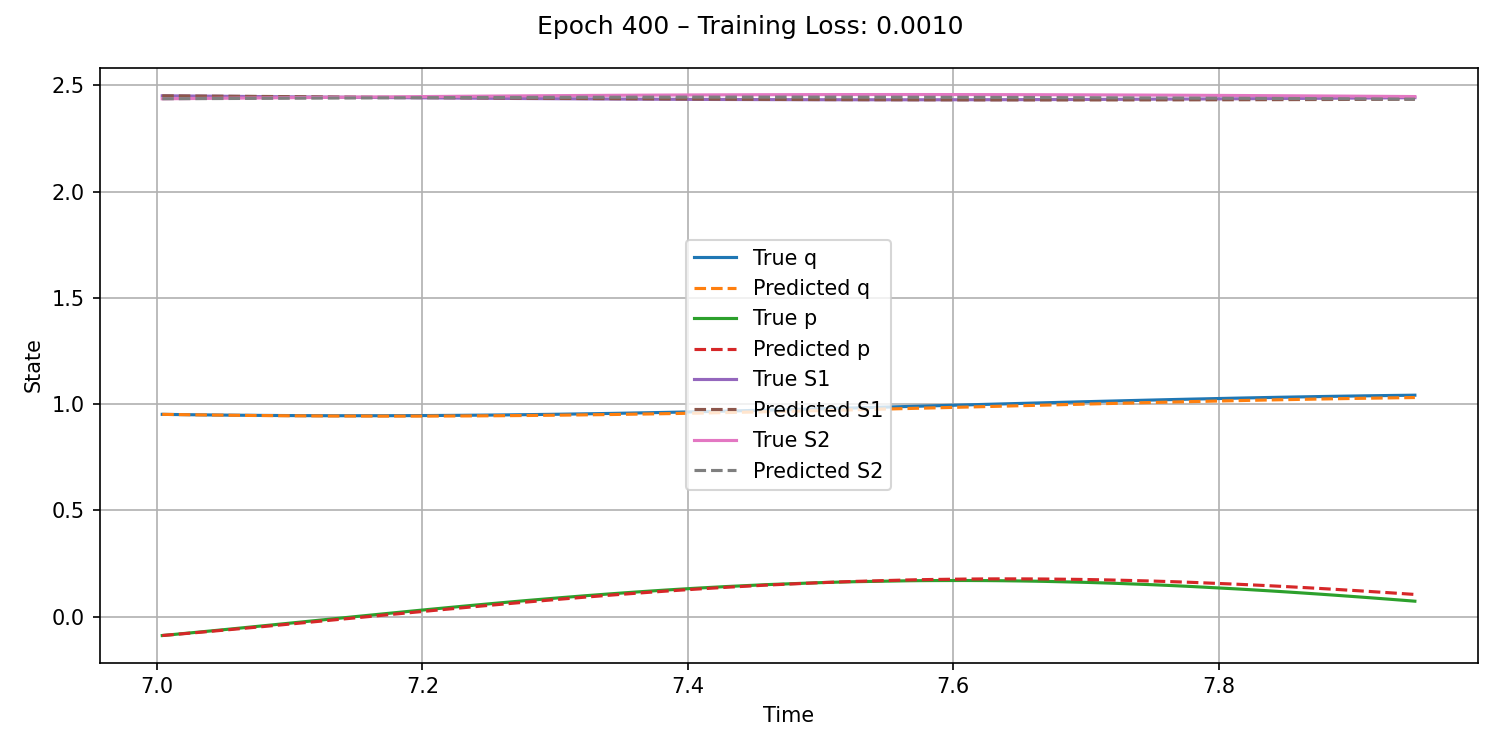 Epoch 400 – Training Loss: 0.0010
2.5
2.0
1.5
1.0
0.5
0.0
State
True q
Predicted q
True p
Predicted p
True S1
Predicted S1
True S2
Predicted S2
7.0 7.2 7.4 7.6 7.8
Time